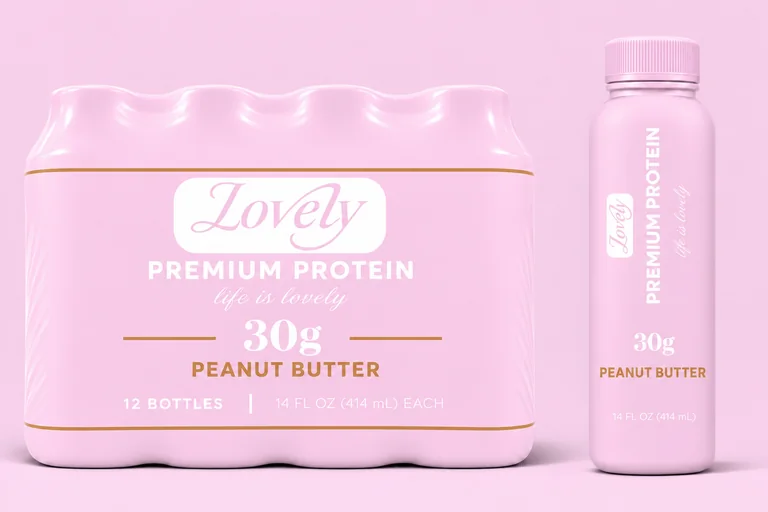 Lovely
PREMIUM PROTEIN
life is lovely
30g
PEANUT BUTTER
12 BOTTLES | 14 FL OZ (414 mL) EACH
Lovely
PREMIUM PROTEIN
life is lovely
30g
PEANUT BUTTER
14 FL OZ (414 mL)